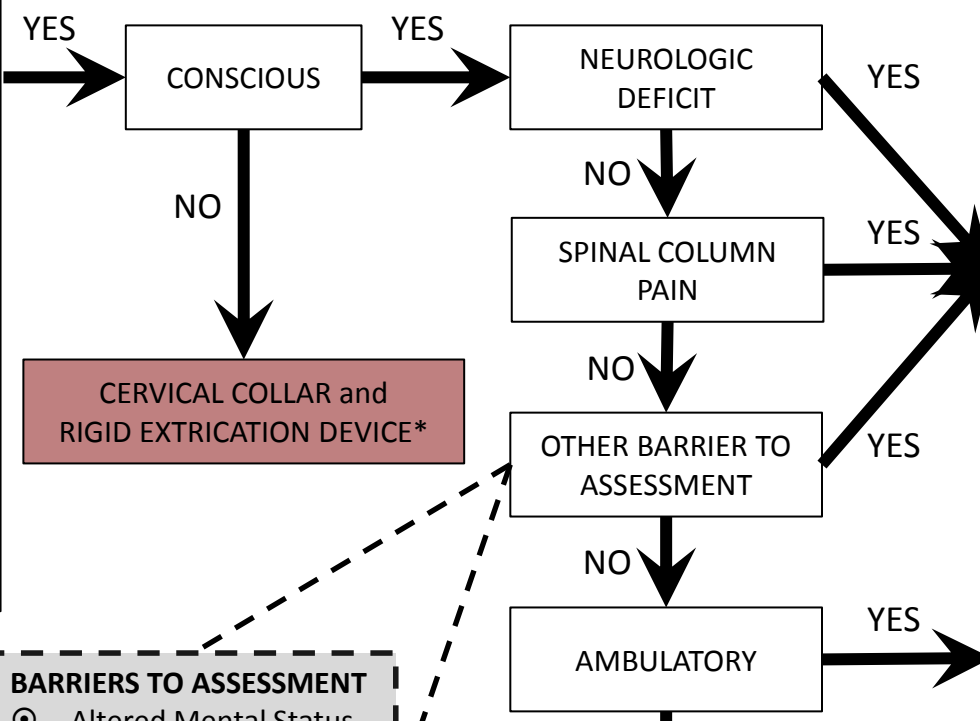 YES
CONSCIOUS
YES
NEUROLOGIC
DEFICIT
YES
NO
NO
SPINAL COLUMN
PAIN
YES
CERVICAL COLLAR and
RIGID EXTRICATION DEVICE*
NO
OTHER BARRIER TO
ASSESSMENT
YES
NO
AMBULATORY
YES
BARRIERS TO ASSESSMENT
Altered Mental Status